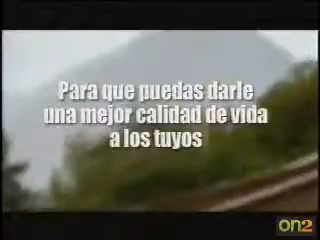 Para que puedas darle
una mejor calidad de vida
a los tuyos
on2